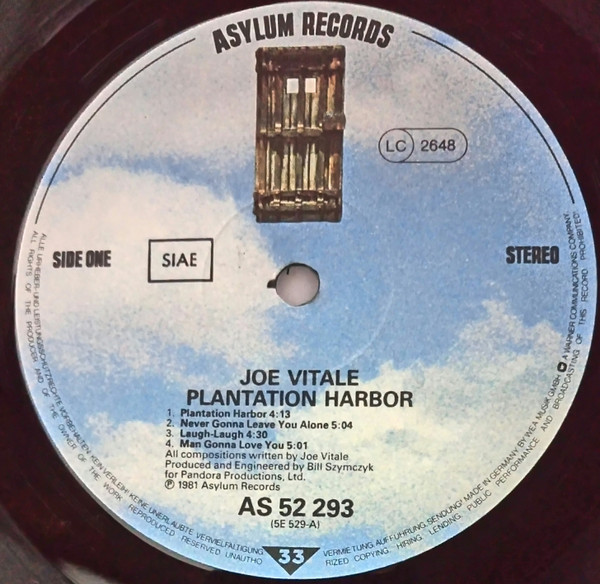 ASYLUM RECORDS
LC 2648
SIDE ONE
SIAE
STEREO
JOE VITALE
PLANTATION HARBOR
1. Plantation Harbor 4:13
2. Never Gonna Leave You Alone 5:04
3. Laugh-Laugh 4:30
4. Man Gonna Love You 5:01
All compositions written by Joe Vitale
Produced and Engineered by Bill Szymczyk
for Pandora Productions, Ltd.
℗ 1981 Asylum Records
AS 52 293
(5E 529-A)
33
ALLE URHEBER- UND LEISTUNGSSCHUTZRECHTE VORBEHALTEN. KEIN VERLEIH! KEINE UNERLAUBTE VERVIELFÄLTIGUNG, VERMIETUNG, AUFFÜHRUNG, SENDUNG! MADE IN GERMANY BY WEA MUSIK GMBH. A WARNER COMMUNICATIONS COMPANY.
ALL RIGHTS OF THE PRODUCER AND OF THE OWNER OF THE WORK REPRODUCED RESERVED. UNAUTHORIZED COPYING, HIRING, LENDING, PUBLIC PERFORMANCE AND BROADCASTING OF THIS RECORD PROHIBITED.